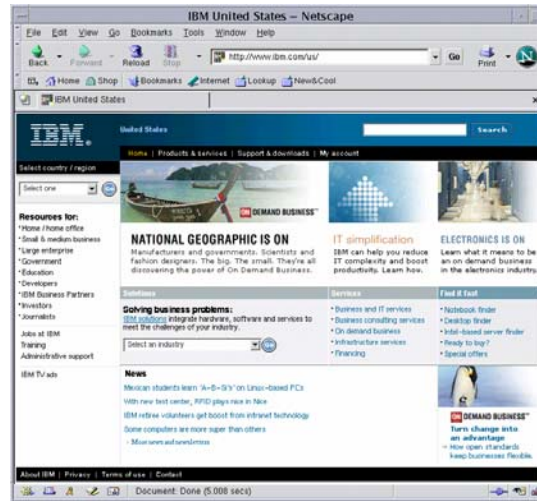 IBM United States – Netscape
File Edit View Go Bookmarks Tools Window Help
Back Forward Reload Stop http://www.ibm.com/us/ Go Print N
Home Shop Bookmarks Internet Lookup New&Cool
IBM United States
IBM. United States Search
Home | Products & services | Support & downloads | My account
Select country / region
Select one
Resources for:
Home / home office
Small & medium business
Large enterprise
Government
Education
Developers
IBM Business Partners
Investors
Journalists
Jobs at IBM
Training
Administrative support
IBM TV ads
ON DEMAND BUSINESS™
NATIONAL GEOGRAPHIC IS ON
Manufacturers and governments. Scientists and
fashion designers. The big. The small. They're all
discovering the power of On Demand Business.
IT simplification
IBM can help you reduce
IT complexity and boost
productivity. Learn how.
ELECTRONICS IS ON
Learn what it means to be
an on demand business
in the electronics industry.
Solutions
Solving business problems:
IBM solutions integrate hardware, software and services to
meet the challenges of your industry.
Select an industry
Services
Business and IT services
Business consulting services
On demand business
Infrastructure services
Financing
Find it fast
Notebook finder
Desktop finder
Intel-based server finder
Ready to buy?
Special offers
News
Mexican students learn 'A-B-Si's' on Linux-based PCs
With new test center, RFID plays nice in Nice
IBM retiree volunteers get boost from intranet technology
Some computers are more super than others
More news and newsletters
ON DEMAND BUSINESS™
Turn change into
an advantage
How open standards
keep businesses flexible.
About IBM | Privacy | Terms of use | Contact
Document: Done (5.008 secs)